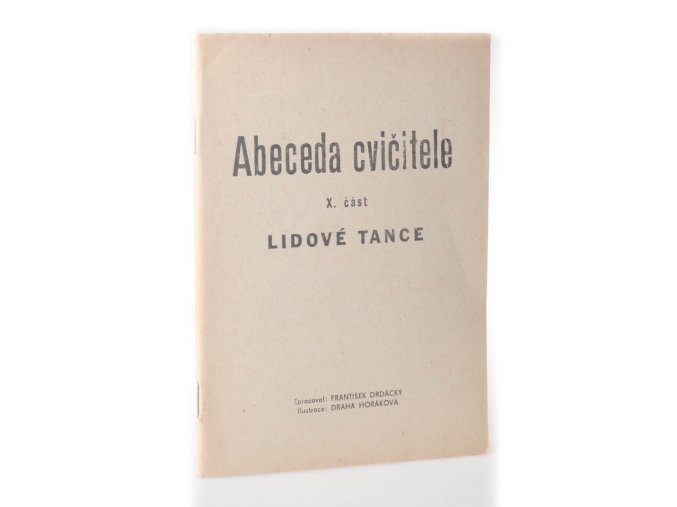 Abeceda cvičitele
X. část
LIDOVÉ TANCE
Zpracoval: FRANTIŠEK DRDACKÝ
Ilustrace: DRAHA HORÁKOVÁ